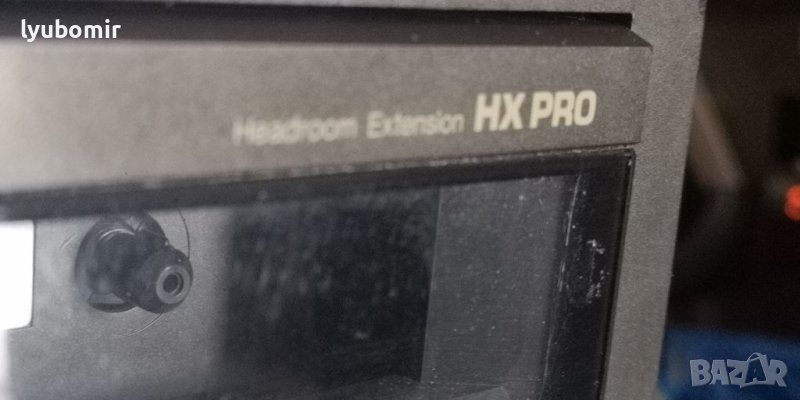 lyubomir
Headroom Extension HX PRO
BAZAR